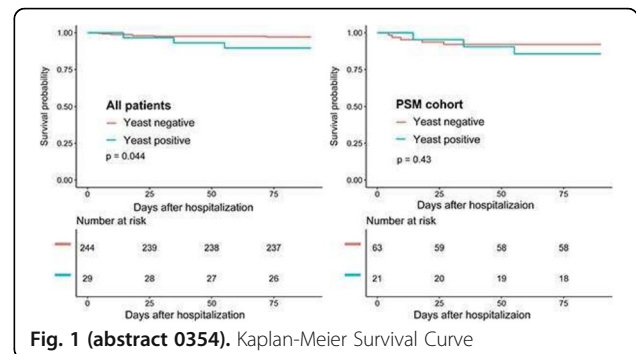 1.00
0.75
0.50
0.25
0.00
Survival probability
All patients
Yeast negative
Yeast positive
p = 0.044
0 25 50 75
Days after hospitalization
Number at risk
244 239 238 237
29 28 27 26
0 25 50 75
Days after hospitalization
1.00
0.75
0.50
0.25
0.00
Survival probability
PSM cohort
Yeast negative
Yeast positive
p = 0.43
0 25 50 75
Days after hospitalizaion
Number at risk
63 59 58 58
21 20 19 18
0 25 50 75
Days after hospitalizaion
Fig. 1 (abstract 0354). Kaplan-Meier Survival Curve